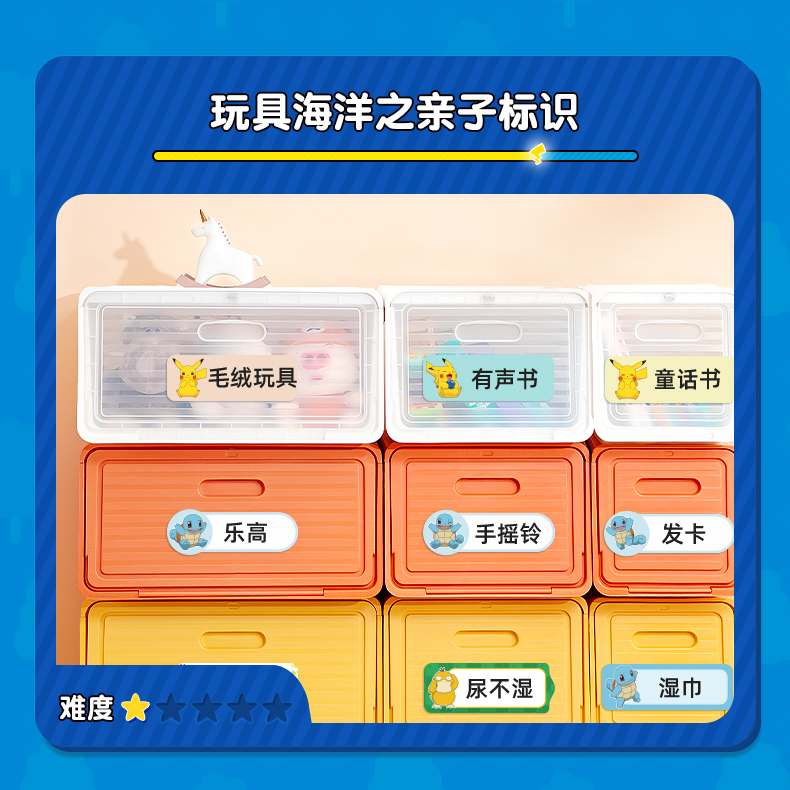 玩具海洋之亲子标识
毛绒玩具
有声书
童话书
乐高
手摇铃
发卡
尿不湿
湿巾
难度